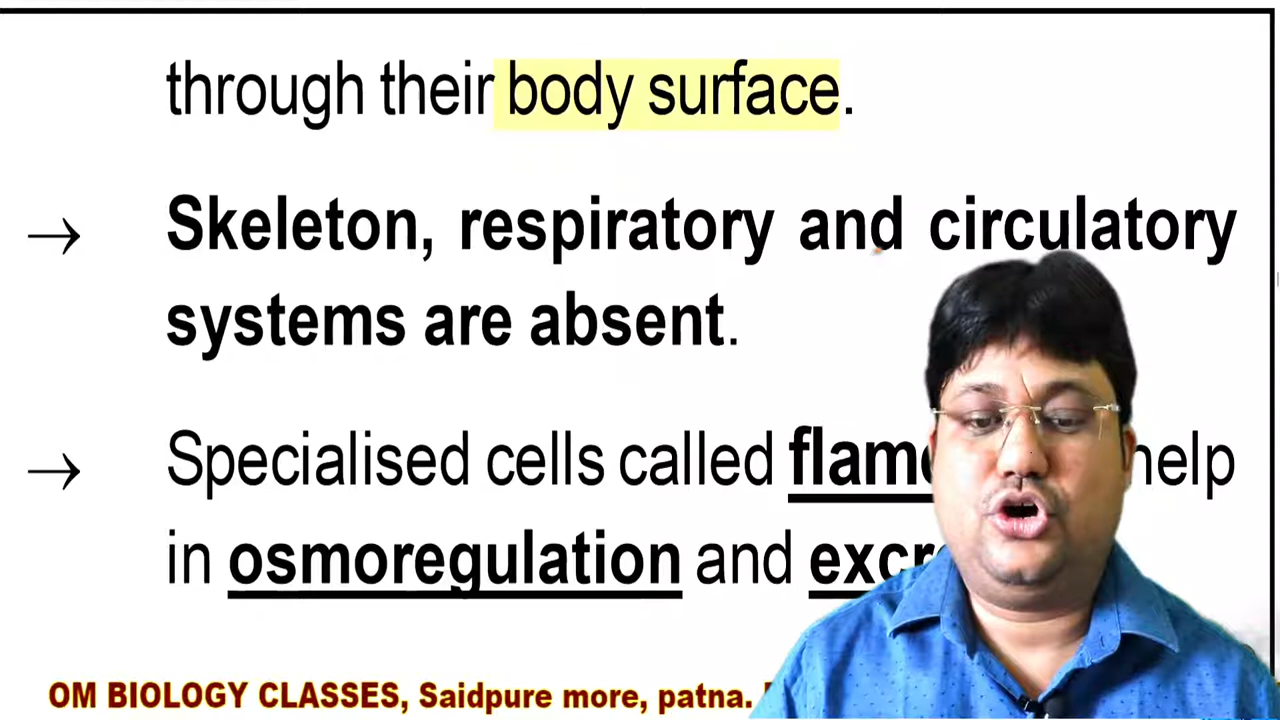 through their body surface.
→ Skeleton, respiratory and circulatory
systems are absent.
→ Specialised cells called help
in osmoregulation and
OM BIOLOGY CLASSES, Saidpure more, patna.